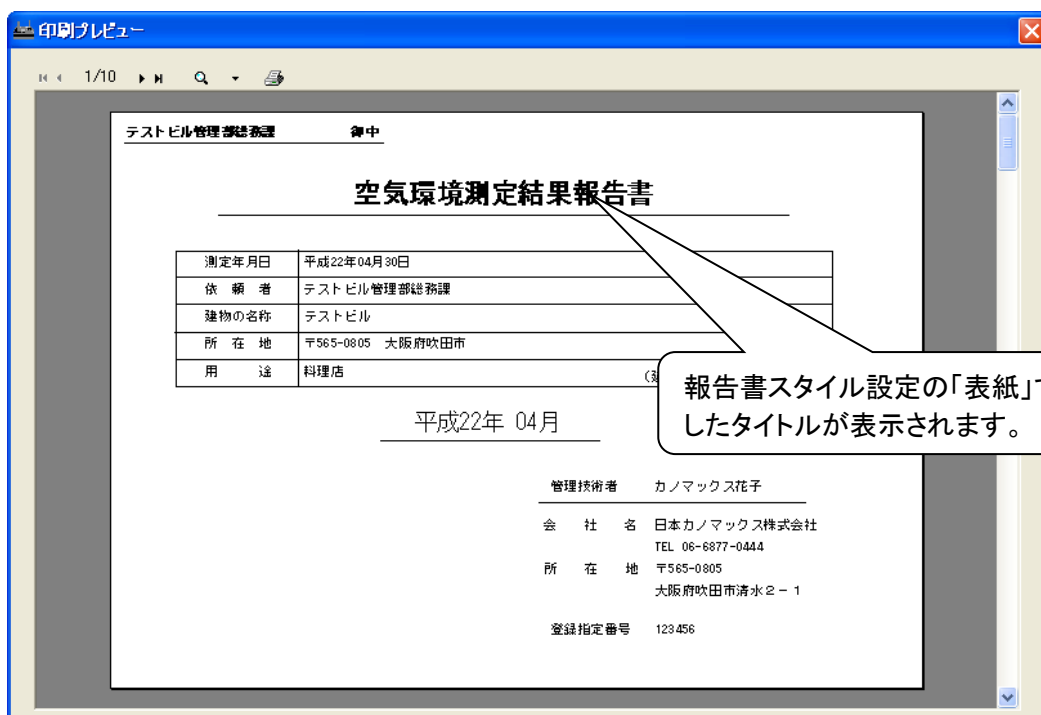 印刷プレビュー
1/10
テストビル管理部総務課 御中
空気環境測定結果報告書
測定年月日 平成22年04月30日
依 頼 者 テストビル管理部総務課
建物の名称 テストビル
所 在 地 〒565-0805 大阪府吹田市
用 途 料理店
報告書スタイル設定の「表紙」
したタイトルが表示されます。
平成22年 04月
管理技術者 カノマックス花子
会 社 名 日本カノマックス株式会社
TEL 06-6877-0444
所 在 地 〒565-0805
大阪府吹田市清水2-1
登録指定番号 123456